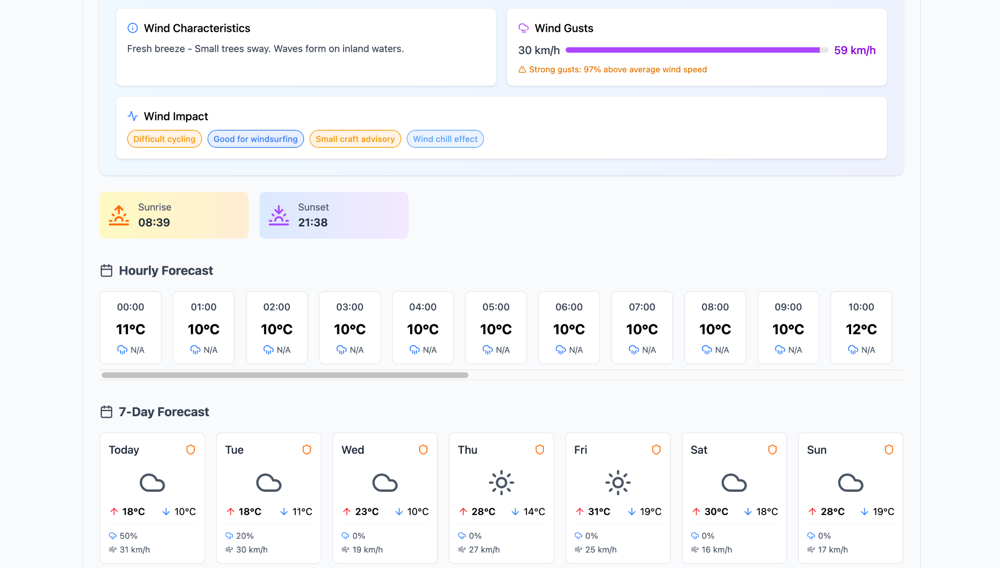 Wind Characteristics
Fresh breeze - Small trees sway. Waves form on inland waters.
Wind Gusts
30 km/h 59 km/h
Strong gusts: 97% above average wind speed
Wind Impact
Difficult cycling Good for windsurfing Small craft advisory Wind chill effect
Sunrise
08:39
Sunset
21:38
Hourly Forecast
00:00 01:00 02:00 03:00 04:00 05:00 06:00 07:00 08:00 09:00 10:00
11°C 10°C 10°C 10°C 10°C 10°C 10°C 10°C 10°C 10°C 12°C
N/A N/A N/A N/A N/A N/A N/A N/A N/A N/A N/A
7-Day Forecast
Today Tue Wed Thu Fri Sat Sun
18°C 10°C 18°C 11°C 23°C 10°C 28°C 14°C 31°C 19°C 30°C 18°C 28°C 19°C
50% 20% 0% 0% 0% 0% 0%
31 km/h 30 km/h 19 km/h 27 km/h 25 km/h 16 km/h 17 km/h